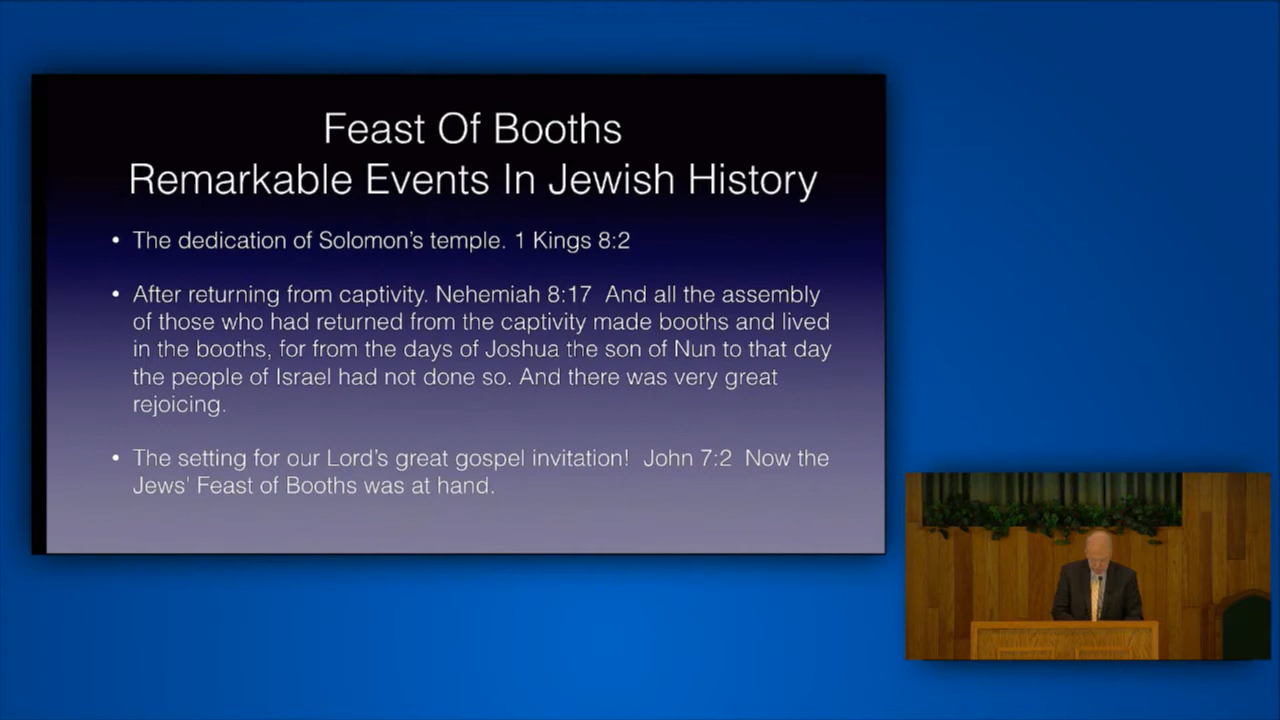 Feast Of Booths
Remarkable Events In Jewish History
• The dedication of Solomon's temple. 1 Kings 8:2
• After returning from captivity. Nehemiah 8:17  And all the assembly
of those who had returned from the captivity made booths and lived
in the booths, for from the days of Joshua the son of Nun to that day
the people of Israel had not done so. And there was very great
rejoicing.
• The setting for our Lord's great gospel invitation!  John 7:2  Now the
Jews' Feast of Booths was at hand.